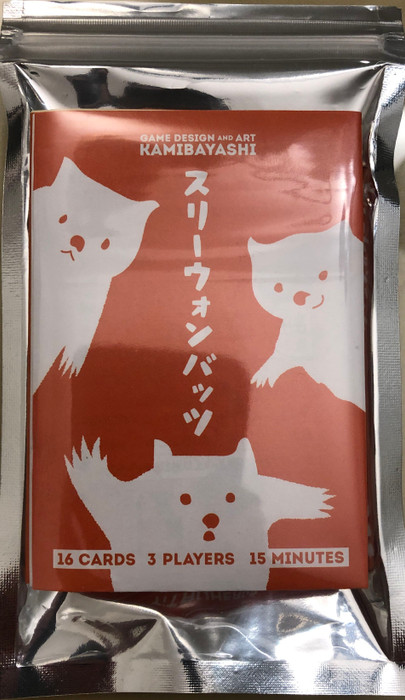 GAME DESIGN AND ART
KAMIBAYASHI
スリーウォンバッツ
16 CARDS 3 PLAYERS 15 MINUTES